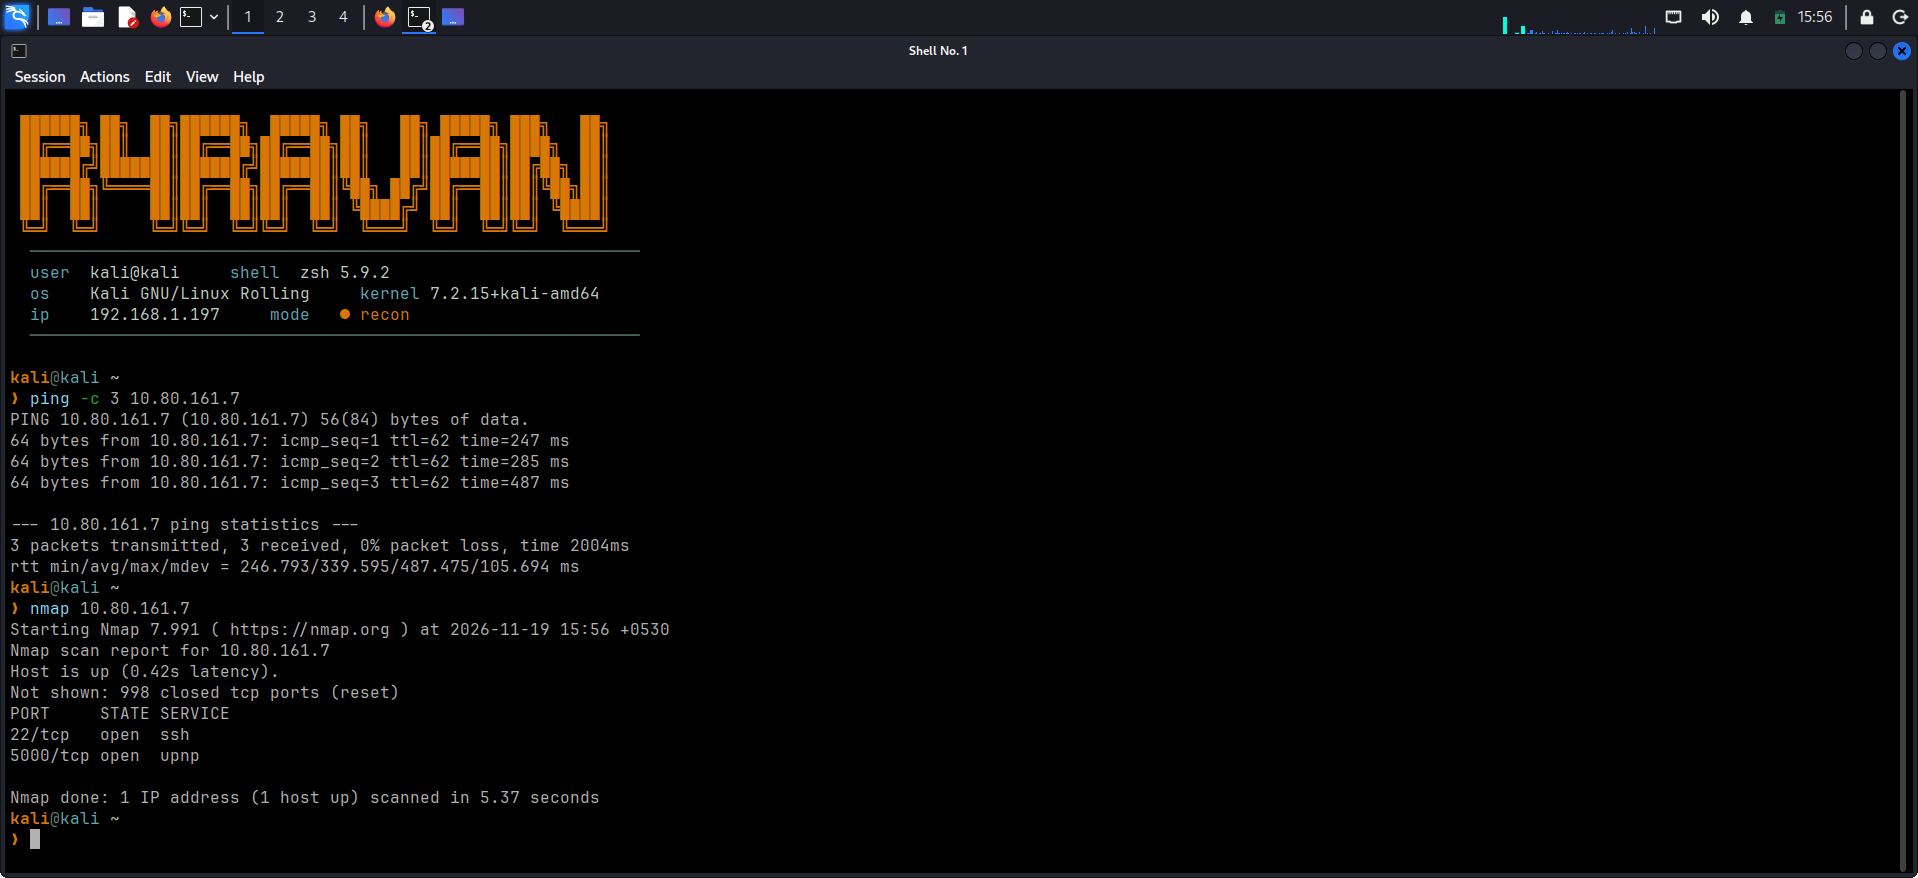 1 2 3 4 2 15:56
Shell No. 1
Session Actions Edit View Help
R4RAVIAN
user kali@kali shell zsh 5.9.2
os Kali GNU/Linux Rolling kernel 7.2.15+kali-amd64
ip 192.168.1.197 mode ● recon
kali@kali ~
❯ ping -c 3 10.80.161.7
PING 10.80.161.7 (10.80.161.7) 56(84) bytes of data.
64 bytes from 10.80.161.7: icmp_seq=1 ttl=62 time=247 ms
64 bytes from 10.80.161.7: icmp_seq=2 ttl=62 time=285 ms
64 bytes from 10.80.161.7: icmp_seq=3 ttl=62 time=487 ms
--- 10.80.161.7 ping statistics ---
3 packets transmitted, 3 received, 0% packet loss, time 2004ms
rtt min/avg/max/mdev = 246.793/339.595/487.475/105.694 ms
kali@kali ~
❯ nmap 10.80.161.7
Starting Nmap 7.991 ( https://nmap.org ) at 2026-11-19 15:56 +0530
Nmap scan report for 10.80.161.7
Host is up (0.42s latency).
Not shown: 998 closed tcp ports (reset)
PORT STATE SERVICE
22/tcp open ssh
5000/tcp open upnp
Nmap done: 1 IP address (1 host up) scanned in 5.37 seconds
kali@kali ~
❯